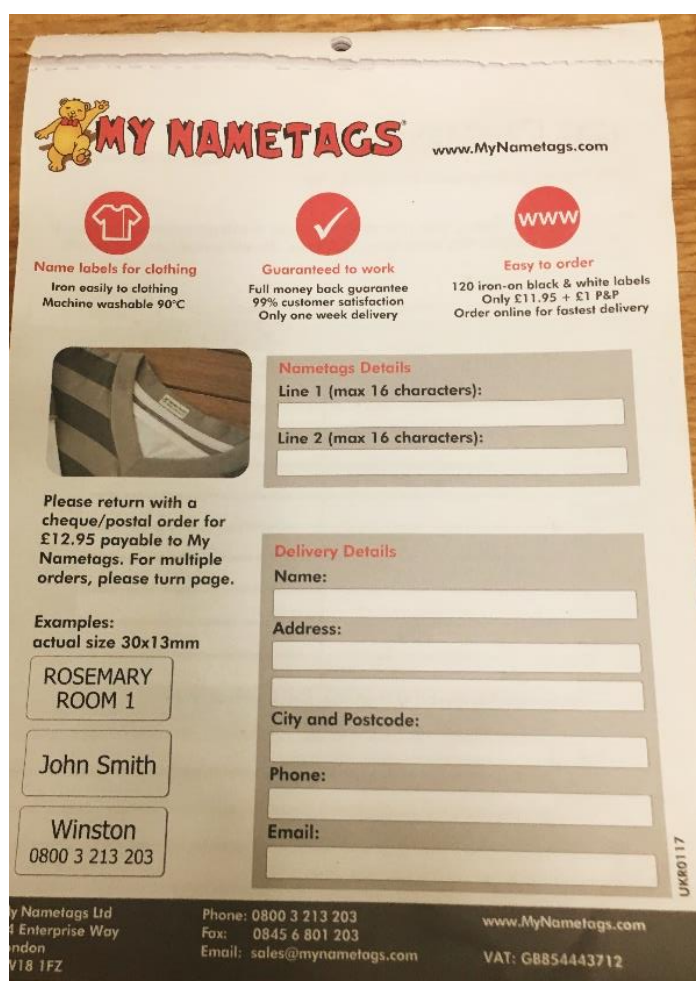 MY NAMETAGS
www.MyNametags.com
www
Name labels for clothing
Iron easily to clothing
Machine washable 90°C
Guaranteed to work
Full money back guarantee
99% customer satisfaction
Only one week delivery
Easy to order
120 iron-on black & white labels
Only £11.95 + £1 P&P
Order online for fastest delivery
Nametags Details
Line 1 (max 16 characters):
Line 2 (max 16 characters):
Please return with a
cheque/postal order for
£12.95 payable to My
Nametags. For multiple
orders, please turn page.
Examples:
actual size 30x13mm
ROSEMARY
ROOM 1
John Smith
Winston
0800 3 213 203
Delivery Details
Name:
Address:
City and Postcode:
Phone:
Email:
UKR0117
Nametags Ltd
Enterprise Way
1FZ
Phone: 0800 3 213 203
Fax: 0845 6 801 203
Email: sales@mynametags.com
www.MyNametags.com
VAT: GB854443712